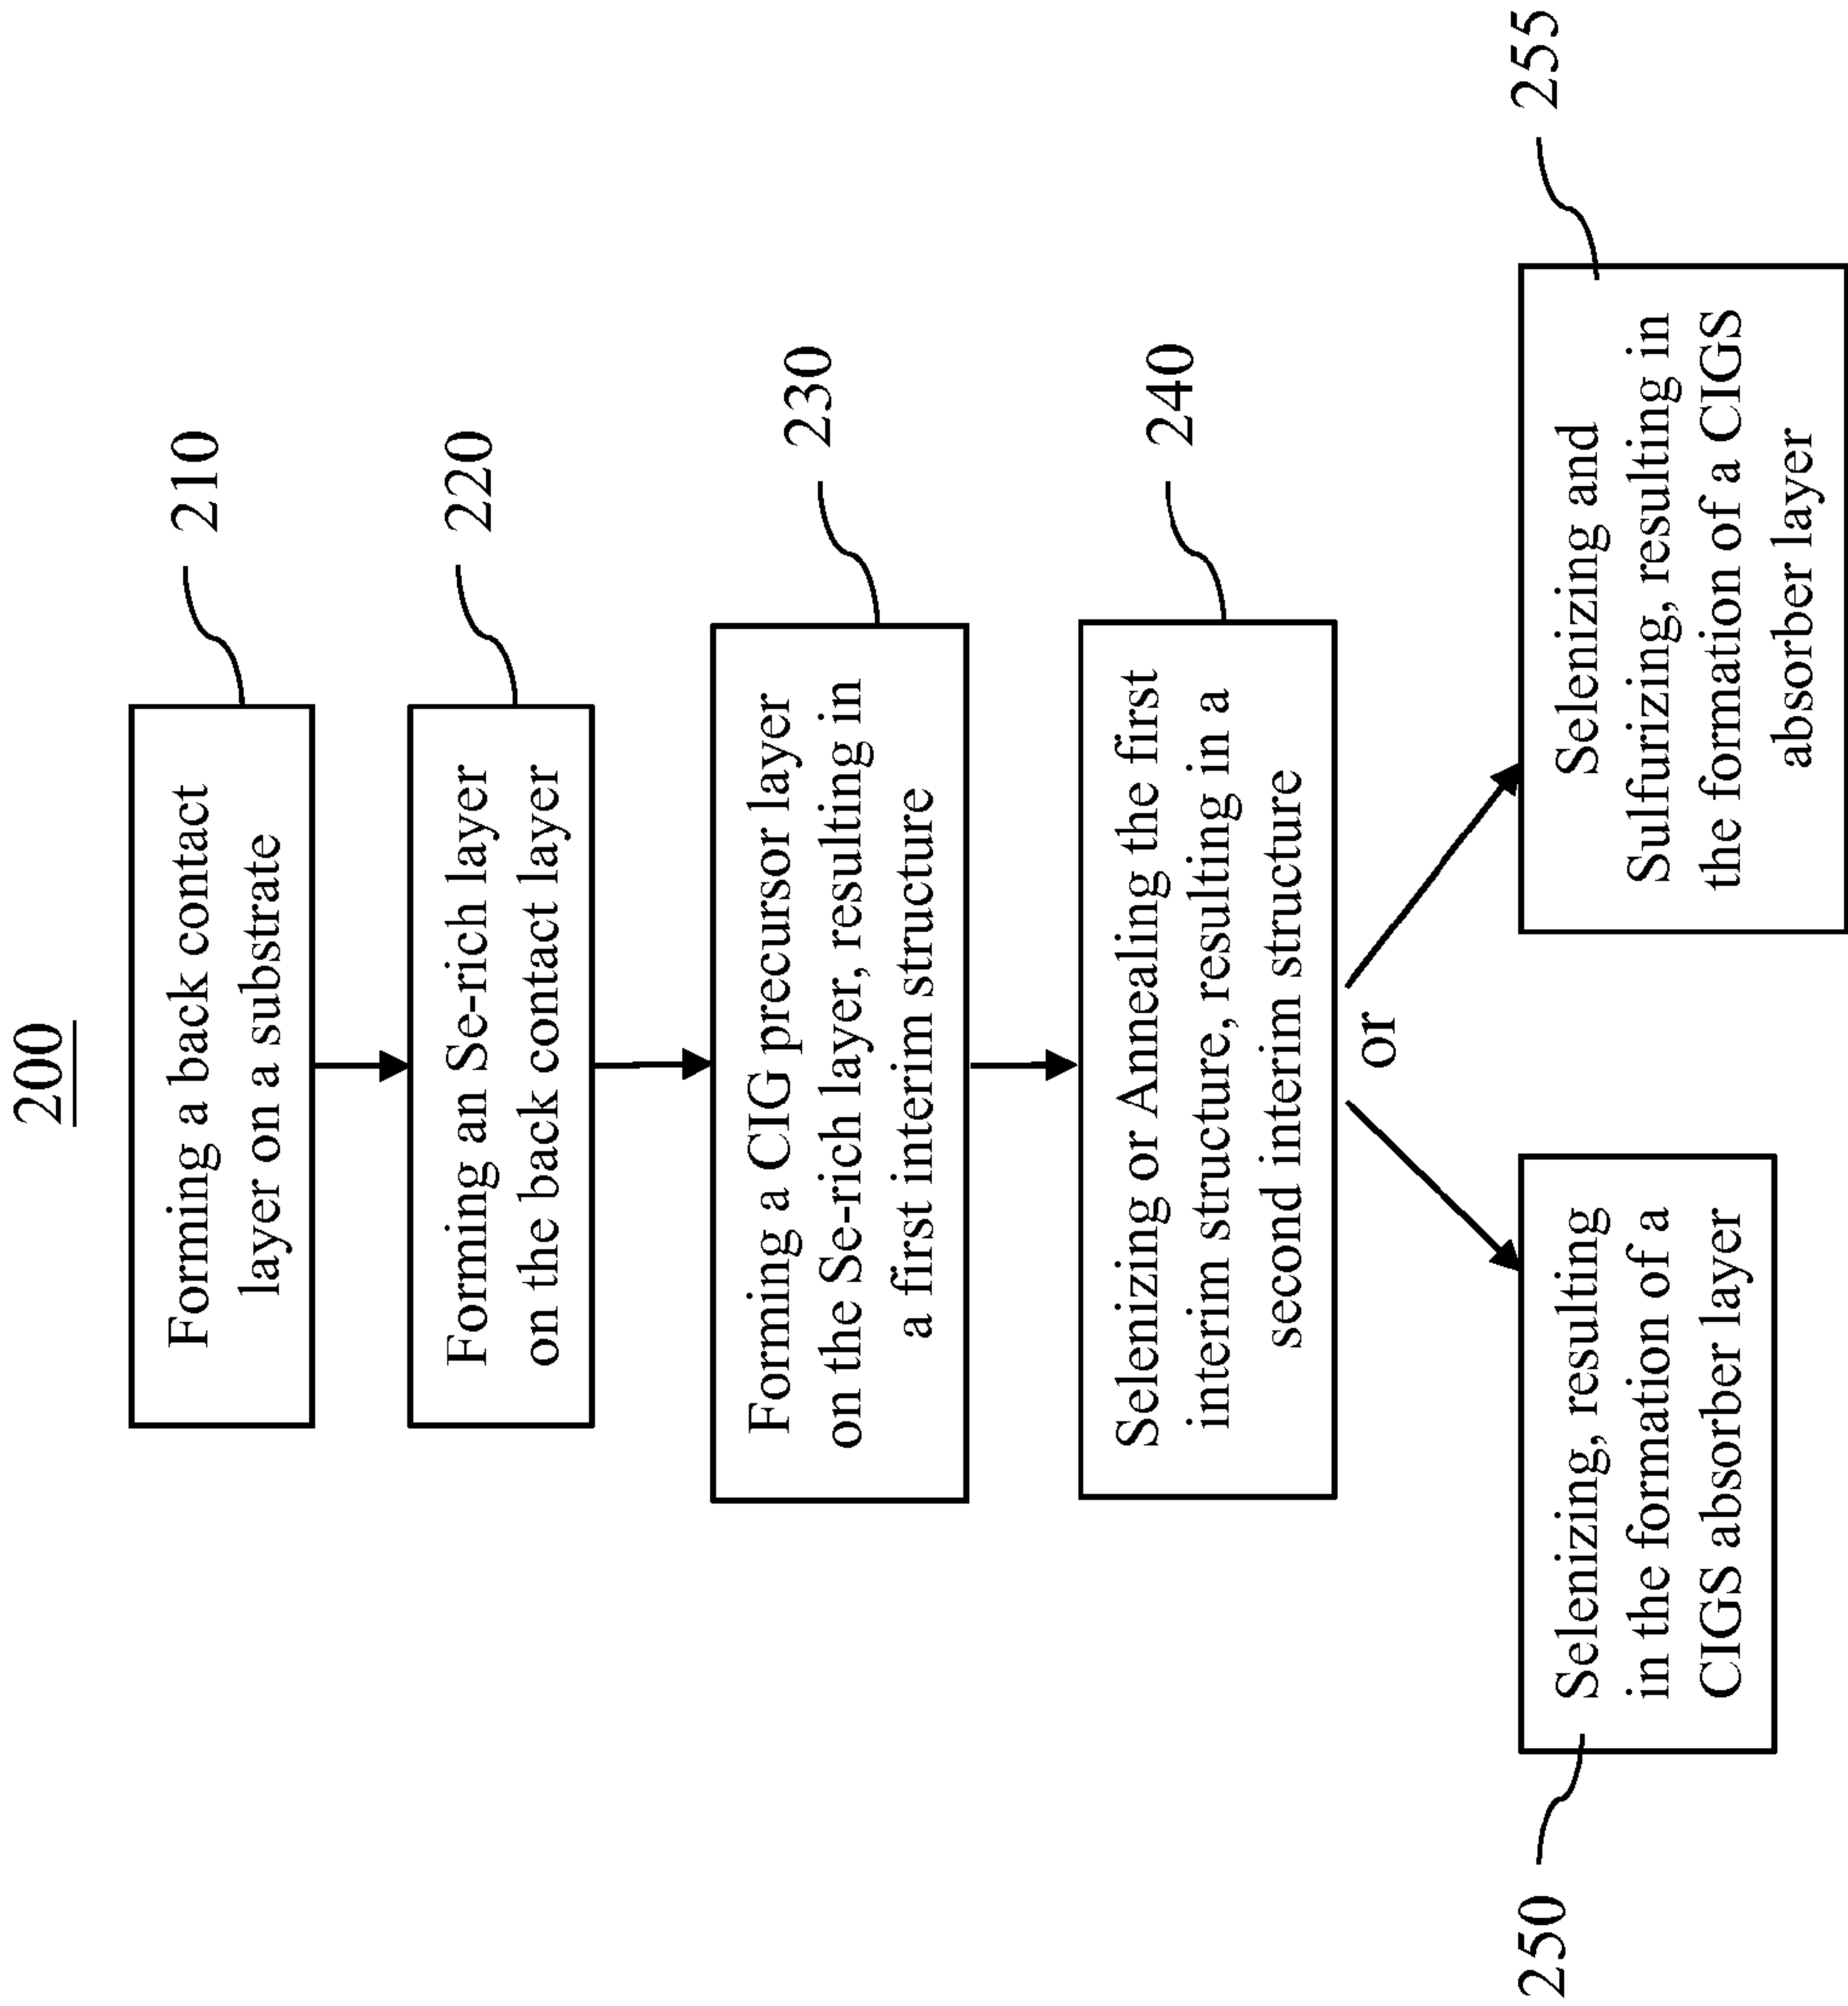 200
Forming a back contact
layer on a substrate
210
Forming an Se-rich layer
on the back contact layer
220
Forming a CIG precursor layer
on the Se-rich layer, resulting in
a first interim structure
230
Selenizing or Annealing the first
interim structure, resulting in a
second interim structure
240
or
250
Selenizing, resulting
in the formation of a
CIGS absorber layer
Selenizing and
Sulfurizing, resulting in
the formation of a CIGS
absorber layer
255